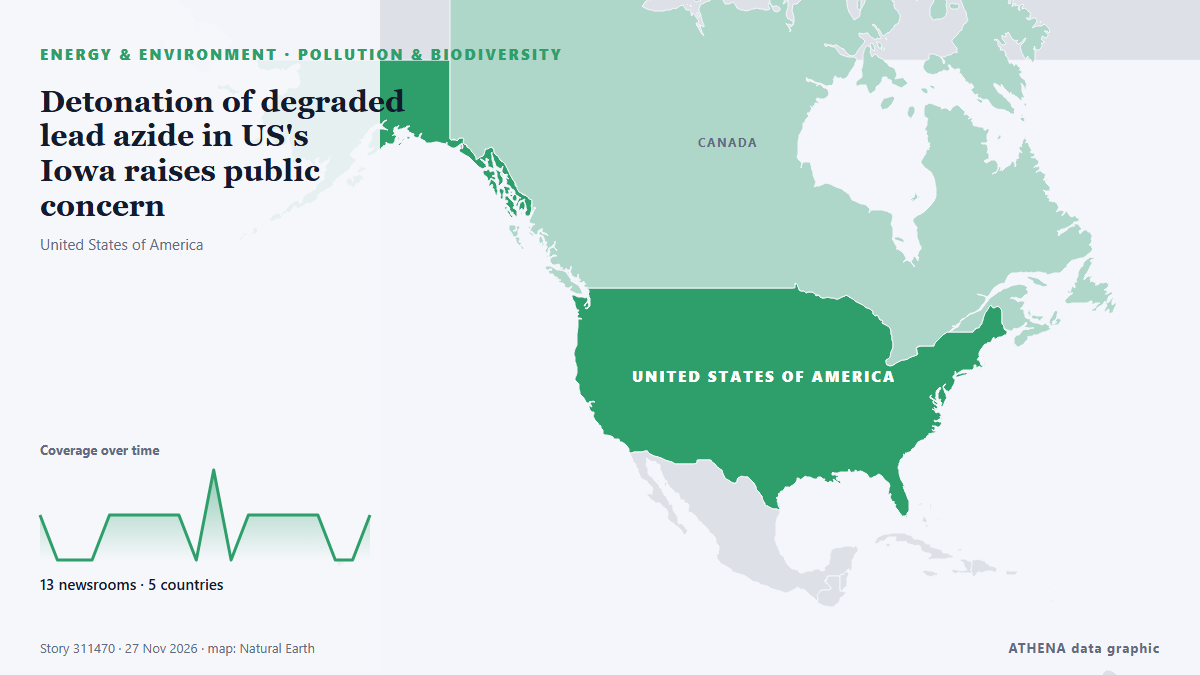 ENERGY & ENVIRONMENT · POLLUTION & BIODIVERSITY
Detonation of degraded
lead azide in US's
Iowa raises public
concern
United States of America
CANADA
UNITED STATES OF AMERICA
Coverage over time
13 newsrooms · 5 countries
Story 311470 · 27 Nov 2026 · map: Natural Earth
ATHENA data graphic